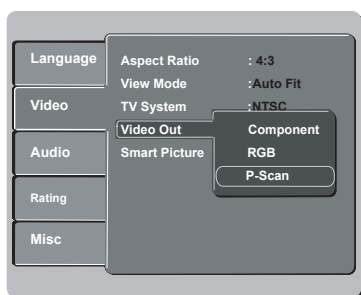 Language
Video
Audio
Rating
Misc
Aspect Ratio : 4:3
View Mode :Auto Fit
TV System :NTSC
Video Out
Smart Picture
Component
RGB
P-Scan